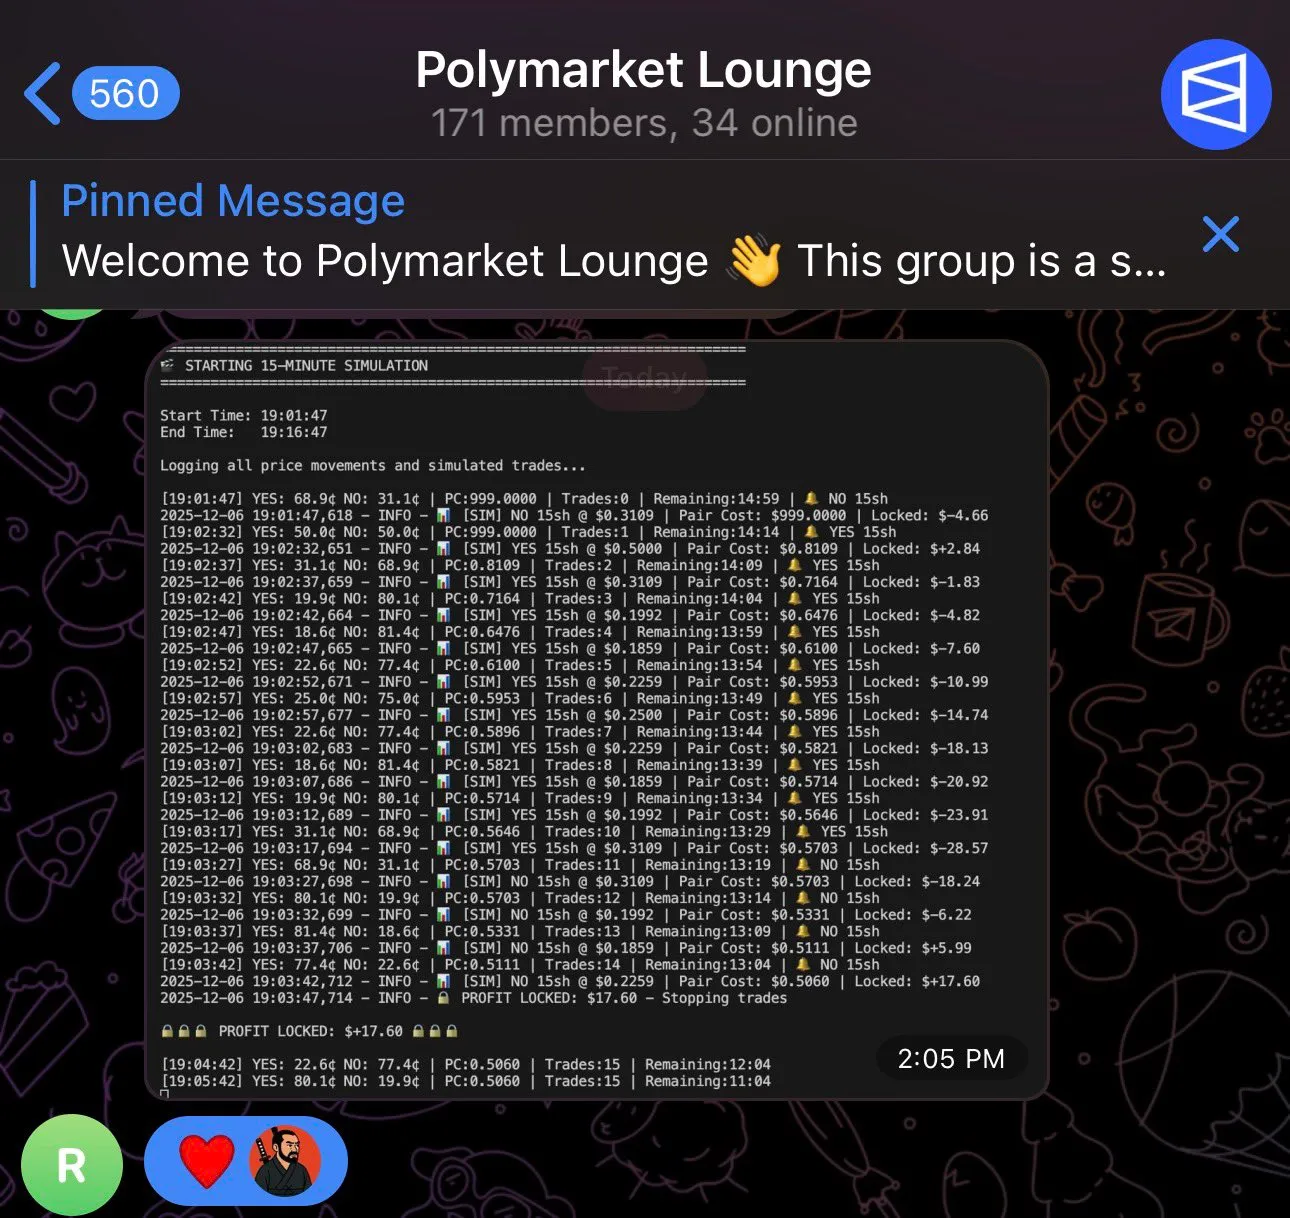 560
Polymarket Lounge
171 members, 34 online
Pinned Message
Welcome to Polymarket Lounge 👋 This group is a s...
======================================================================
🎬 STARTING 15-MINUTE SIMULATION
======================================================================
Today
Start Time: 19:01:47
End Time:   19:16:47
Logging all price movements and simulated trades...
[19:01:47] YES: 68.9¢ NO: 31.1¢ | PC:999.0000 | Trades:0 | Remaining:14:59 | 🔔 NO 15sh
2025-12-06 19:01:47,618 - INFO - 📊 [SIM] NO 15sh @ $0.3109 | Pair Cost: $999.0000 | Locked: $-4.66
[19:02:32] YES: 50.0¢ NO: 50.0¢ | PC:999.0000 | Trades:1 | Remaining:14:14 | 🔔 YES 15sh
2025-12-06 19:02:32,651 - INFO - 📊 [SIM] YES 15sh @ $0.5000 | Pair Cost: $0.8109 | Locked: $+2.84
[19:02:37] YES: 31.1¢ NO: 68.9¢ | PC:0.8109 | Trades:2 | Remaining:14:09 | 🔔 YES 15sh
2025-12-06 19:02:37,659 - INFO - 📊 [SIM] YES 15sh @ $0.3109 | Pair Cost: $0.7164 | Locked: $-1.83
[19:02:42] YES: 19.9¢ NO: 80.1¢ | PC:0.7164 | Trades:3 | Remaining:14:04 | 🔔 YES 15sh
2025-12-06 19:02:42,664 - INFO - 📊 [SIM] YES 15sh @ $0.1992 | Pair Cost: $0.6476 | Locked: $-4.82
[19:02:47] YES: 18.6¢ NO: 81.4¢ | PC:0.6476 | Trades:4 | Remaining:13:59 | 🔔 YES 15sh
2025-12-06 19:02:47,665 - INFO - 📊 [SIM] YES 15sh @ $0.1859 | Pair Cost: $0.6100 | Locked: $-7.60
[19:02:52] YES: 22.6¢ NO: 77.4¢ | PC:0.6100 | Trades:5 | Remaining:13:54 | 🔔 YES 15sh
2025-12-06 19:02:52,671 - INFO - 📊 [SIM] YES 15sh @ $0.2259 | Pair Cost: $0.5953 | Locked: $-10.99
[19:02:57] YES: 25.0¢ NO: 75.0¢ | PC:0.5953 | Trades:6 | Remaining:13:49 | 🔔 YES 15sh
2025-12-06 19:02:57,677 - INFO - 📊 [SIM] YES 15sh @ $0.2500 | Pair Cost: $0.5896 | Locked: $-14.74
[19:03:02] YES: 22.6¢ NO: 77.4¢ | PC:0.5896 | Trades:7 | Remaining:13:44 | 🔔 YES 15sh
2025-12-06 19:03:02,683 - INFO - 📊 [SIM] YES 15sh @ $0.2259 | Pair Cost: $0.5821 | Locked: $-18.13
[19:03:07] YES: 18.6¢ NO: 81.4¢ | PC:0.5821 | Trades:8 | Remaining:13:39 | 🔔 YES 15sh
2025-12-06 19:03:07,686 - INFO - 📊 [SIM] YES 15sh @ $0.1859 | Pair Cost: $0.5714 | Locked: $-20.92
[19:03:12] YES: 19.9¢ NO: 80.1¢ | PC:0.5714 | Trades:9 | Remaining:13:34 | 🔔 YES 15sh
2025-12-06 19:03:12,689 - INFO - 📊 [SIM] YES 15sh @ $0.1992 | Pair Cost: $0.5646 | Locked: $-23.91
[19:03:17] YES: 31.1¢ NO: 68.9¢ | PC:0.5646 | Trades:10 | Remaining:13:29 | 🔔 YES 15sh
2025-12-06 19:03:17,694 - INFO - 📊 [SIM] YES 15sh @ $0.3109 | Pair Cost: $0.5703 | Locked: $-28.57
[19:03:27] YES: 68.9¢ NO: 31.1¢ | PC:0.5703 | Trades:11 | Remaining:13:19 | 🔔 NO 15sh
2025-12-06 19:03:27,698 - INFO - 📊 [SIM] NO 15sh @ $0.3109 | Pair Cost: $0.5703 | Locked: $-18.24
[19:03:32] YES: 80.1¢ NO: 19.9¢ | PC:0.5703 | Trades:12 | Remaining:13:14 | 🔔 NO 15sh
2025-12-06 19:03:32,699 - INFO - 📊 [SIM] NO 15sh @ $0.1992 | Pair Cost: $0.5331 | Locked: $-6.22
[19:03:37] YES: 81.4¢ NO: 18.6¢ | PC:0.5331 | Trades:13 | Remaining:13:09 | 🔔 NO 15sh
2025-12-06 19:03:37,706 - INFO - 📊 [SIM] NO 15sh @ $0.1859 | Pair Cost: $0.5111 | Locked: $+5.99
[19:03:42] YES: 77.4¢ NO: 22.6¢ | PC:0.5111 | Trades:14 | Remaining:13:04 | 🔔 NO 15sh
2025-12-06 19:03:42,712 - INFO - 📊 [SIM] NO 15sh @ $0.2259 | Pair Cost: $0.5060 | Locked: $+17.60
2025-12-06 19:03:47,714 - INFO - 🔒 PROFIT LOCKED: $17.60 - Stopping trades
🔒🔒🔒 PROFIT LOCKED: $+17.60 🔒🔒🔒
[19:04:42] YES: 22.6¢ NO: 77.4¢ | PC:0.5060 | Trades:15 | Remaining:12:04
[19:05:42] YES: 80.1¢ NO: 19.9¢ | PC:0.5060 | Trades:15 | Remaining:11:04
2:05 PM
R